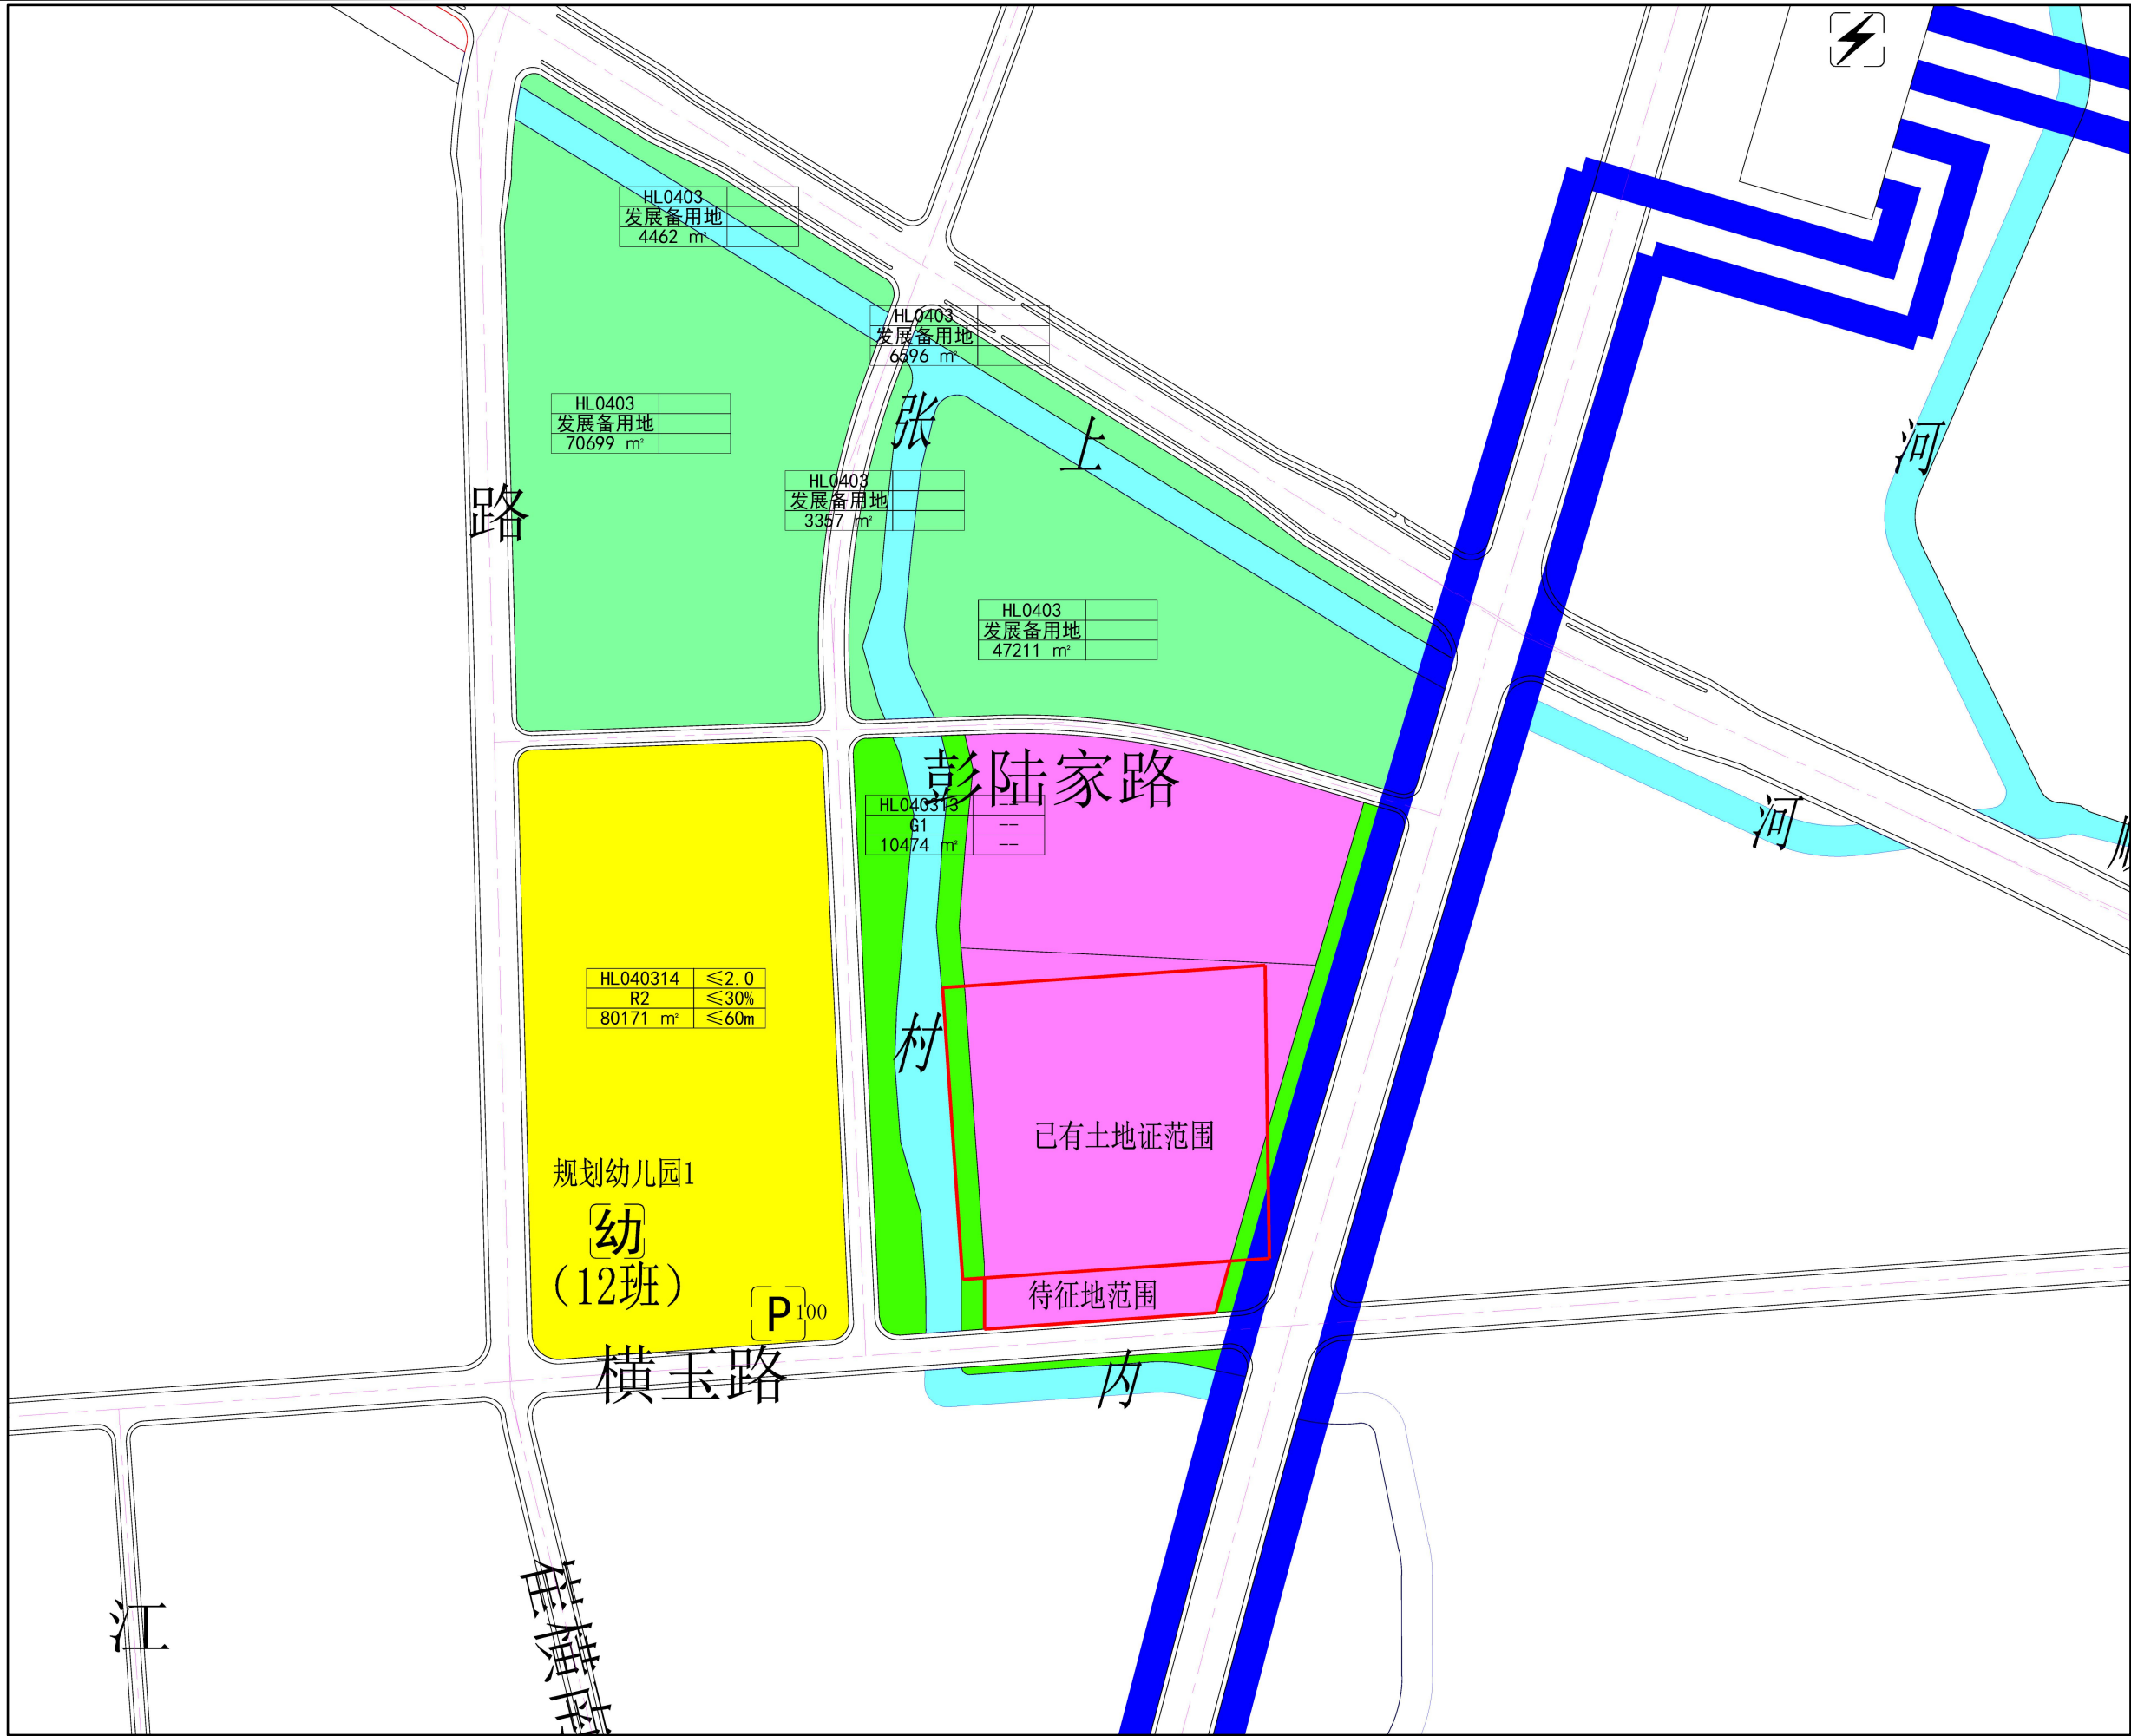 HL0403
发展备用地
4462 m²
HL0403
发展备用地
6596 m²
HL0403
发展备用地
70699 m²
张
上
河
HL0403
发展备用地
3357 m²
路
HL0403
发展备用地
47211 m²
彭陆家路
HL040313 --
G1 --
10474 m² --
河
HL040314 ≤2.0
R2 ≤30%
80171 m² ≤60m
村
已有土地证范围
规划幼儿园1
幼
(12班)
待征地范围
P 100
横玉路
内
江